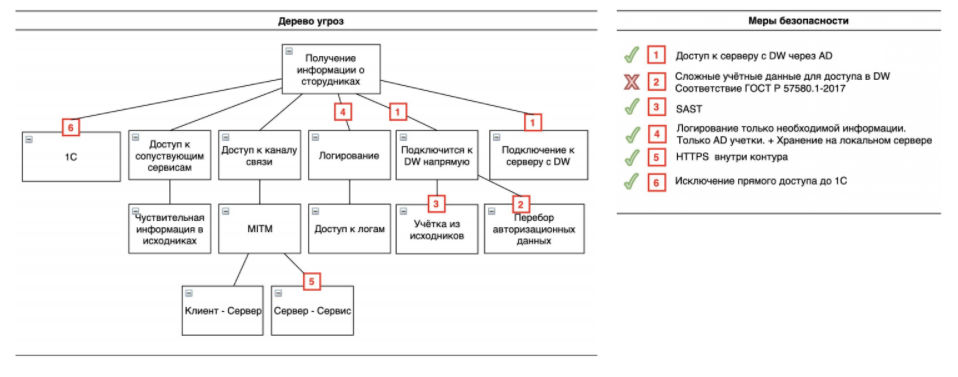 Дерево угроз
Получение
информации о
сторудниках
6
4
1
1
1С
Доступ к
сопуствующим
сервисам
Доступ к каналу
связи
Логирование
Подключится к
DW напрямую
Подключение к
серверу с DW
Чуствительная
информация в
исходниках
MITM
Доступ к логам
3
Учётка из
исходников
2
Перебор
авторизационных
данных
5
Клиент - Сервер
Сервер - Сервис
Меры безопасности
1 Доступ к серверу с DW через AD
2 Сложные учётные данные для доступа в DW
Соответствие ГОСТ Р 57580.1-2017
3 SAST
4 Логирование только необходимой информации.
Только AD учетки. + Хранение на локальном сервере
5 HTTPS внутри контура
6 Исключение прямого доступа до 1С